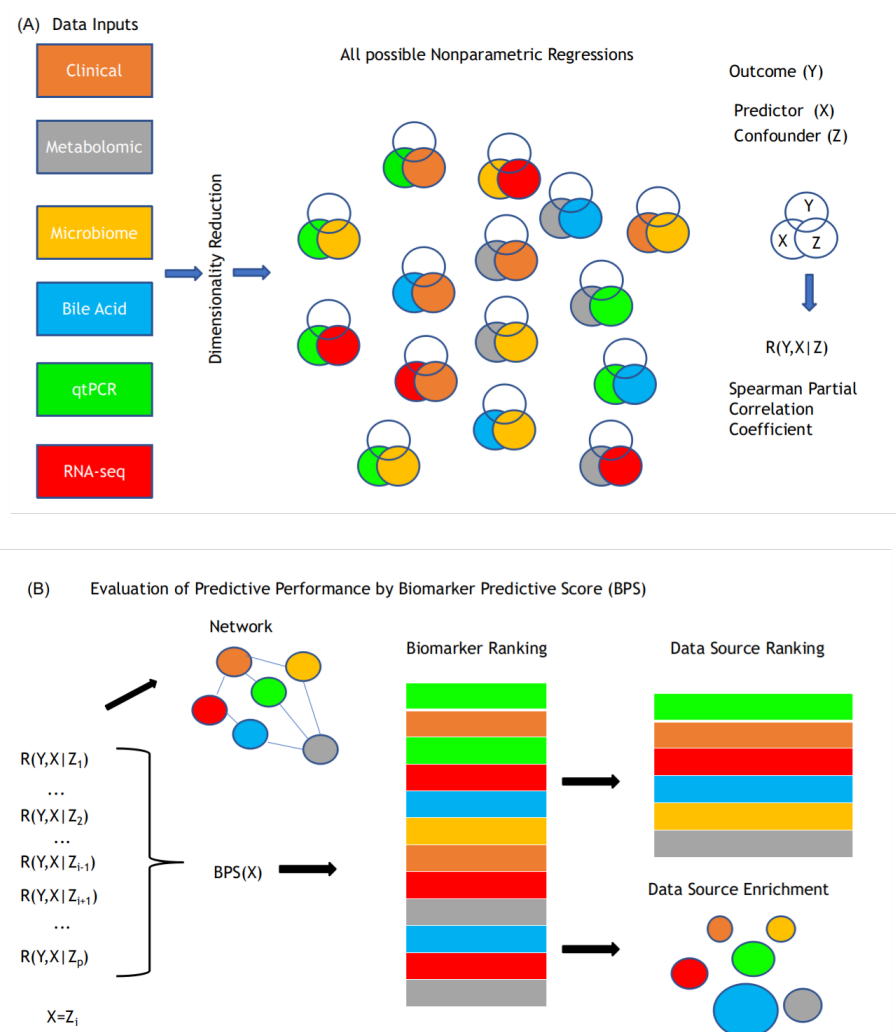 (A) Data Inputs
Clinical
Metabolomic
Microbiome
Bile Acid
qtPCR
RNA-seq
Dimensionality Reduction
All possible Nonparametric Regressions
Outcome (Y)
Predictor (X)
Confounder (Z)
Y
X Z
R(Y,X|Z)
Spearman Partial
Correlation
Coefficient
(B) Evaluation of Predictive Performance by Biomarker Predictive Score (BPS)
Network
R(Y,X|Z1)
...
R(Y,X|Z2)
...
R(Y,X|Zi-1)
R(Y,X|Zi+1)
...
R(Y,X|Zp)
X=Zi
BPS(X)
Biomarker Ranking
Data Source Ranking
Data Source Enrichment